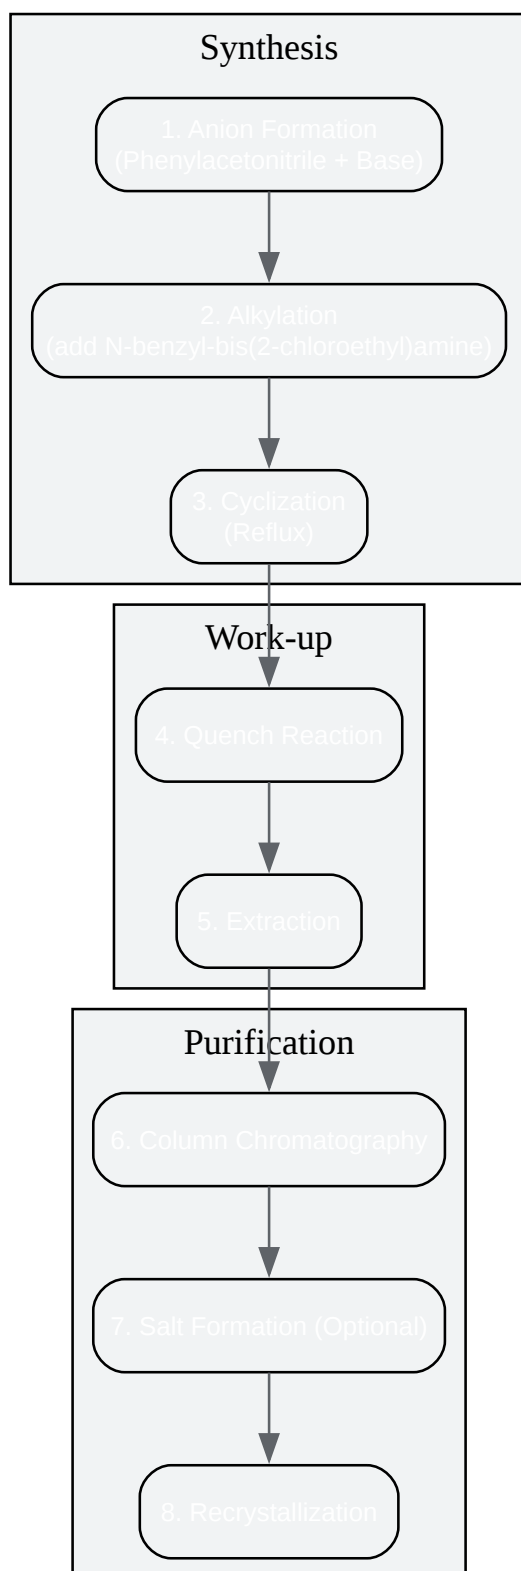 Synthesis
1. Anion Formation
(Phenylacetonitrile + Base)
2. Alkylation
(add N-benzyl-bis(2-chloroethyl)amine)
3. Cyclization
(Reflux)
Work-up
4. Quench Reaction
5. Extraction
Purification
6. Column Chromatography
7. Salt Formation (Optional)
8. Recrystallization